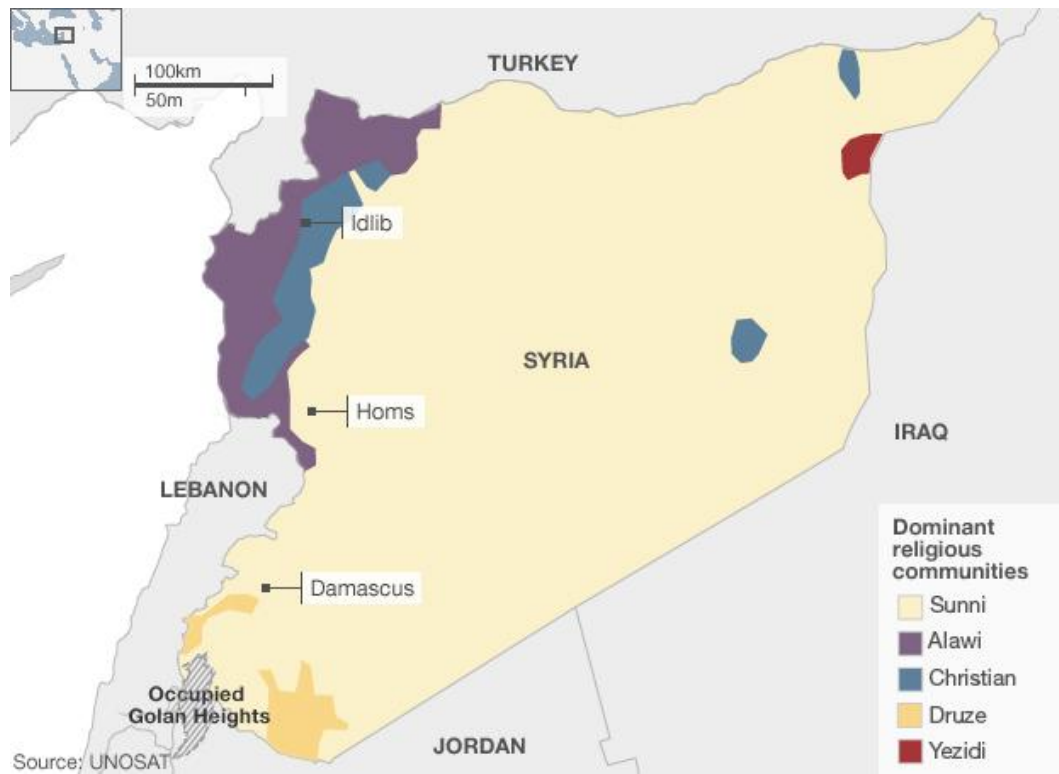 100km
50m
TURKEY
Idlib
SYRIA
Homs
IRAQ
LEBANON
Damascus
Occupied
Golan Heights
JORDAN
Dominant
religious
communities
Sunni
Alawi
Christian
Druze
Yezidi
Source: UNOSAT